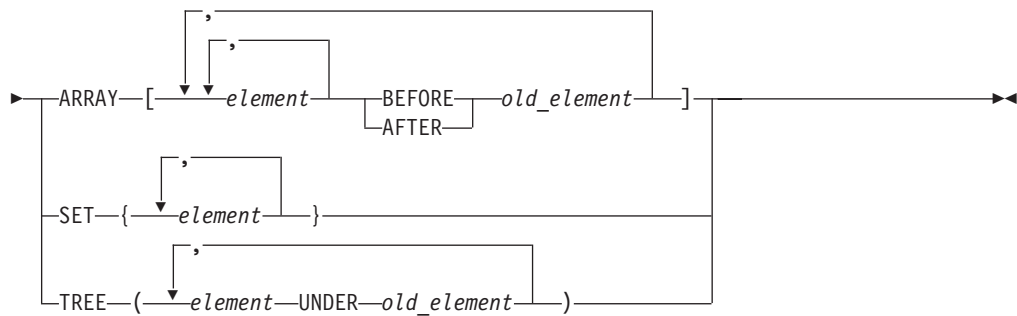 ,
,
ARRAY [ element BEFORE old_element ]
AFTER
,
SET { element }
,
TREE ( element UNDER old_element )